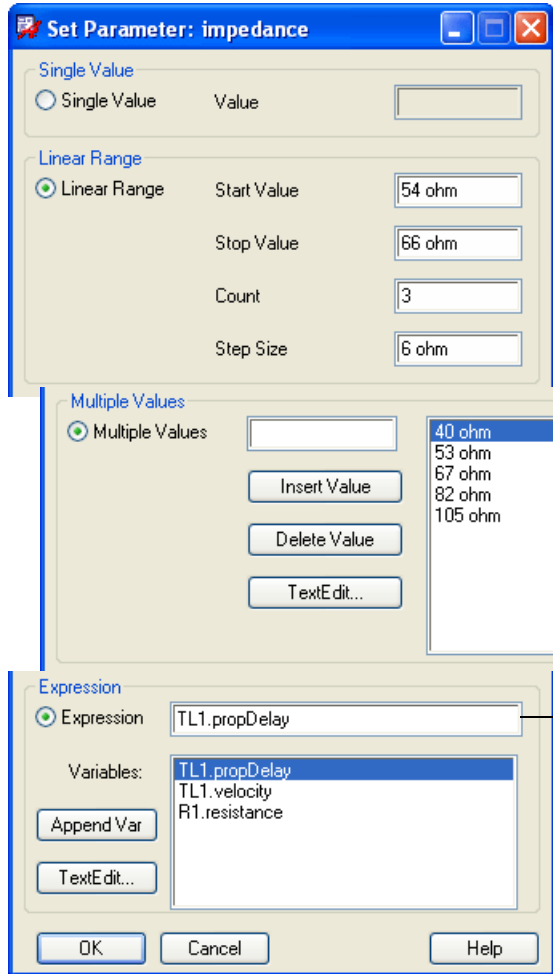 Set Parameter: impedance
Single Value
Single Value Value
Linear Range
Linear Range Start Value 54 ohm
Stop Value 66 ohm
Count 3
Step Size 6 ohm
Multiple Values
Multiple Values
40 ohm
53 ohm
67 ohm
82 ohm
105 ohm
Insert Value
Delete Value
TextEdit...
Expression
Expression TL1.propDelay
Variables:
TL1.propDelay
TL1.velocity
R1.resistance
Append Var
TextEdit...
OK Cancel Help